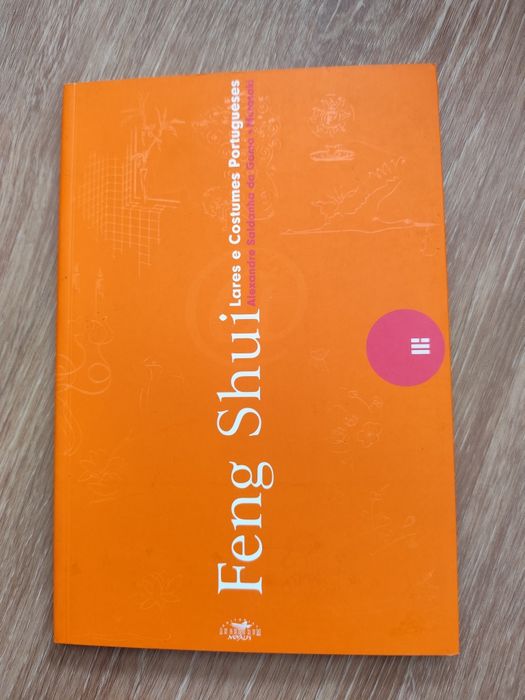 Feng Shui
Lares e Costumes Portugueses
Alexandre Saldanha da Gama